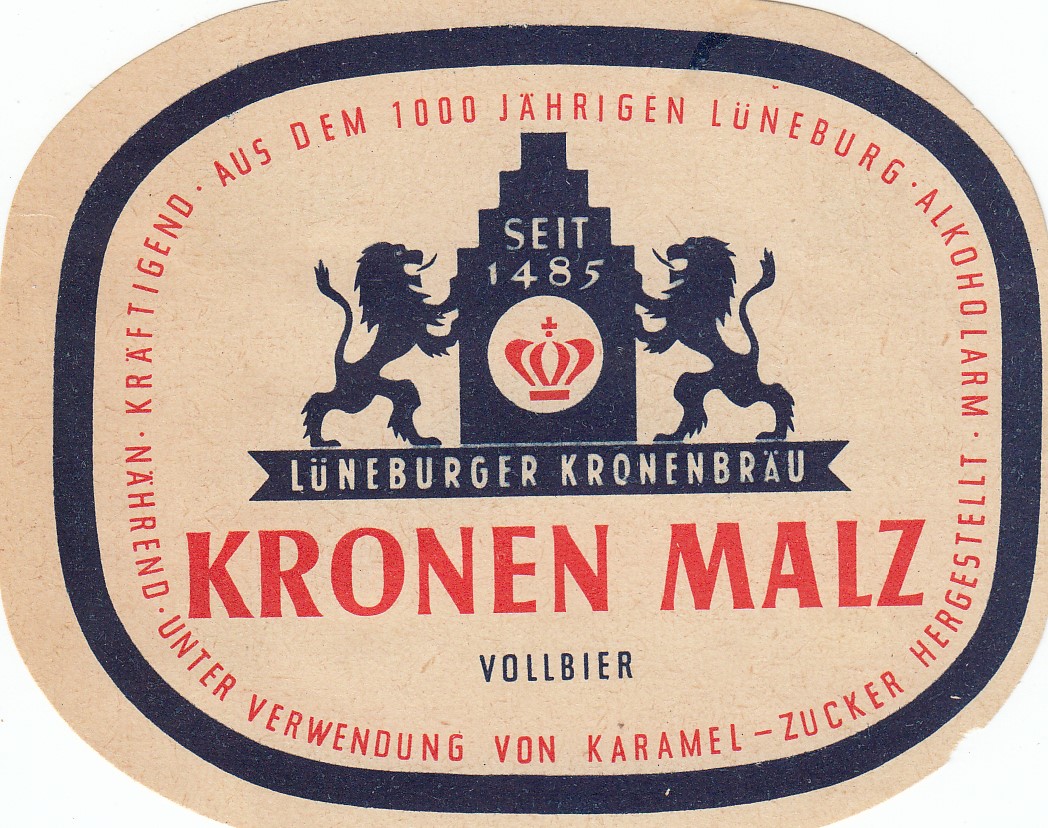 AUS DEM 1000 JÄHRIGEN LÜNEBURG · ALKOHOLARM ·
SEIT
1485
LÜNEBURGER KRONENBRÄU
KRONEN MALZ
VOLLBIER
NÄHREND · UNTER VERWENDUNG VON KARAMEL-ZUCKER HERGESTELLT ·
KRÄFTIGEND ·